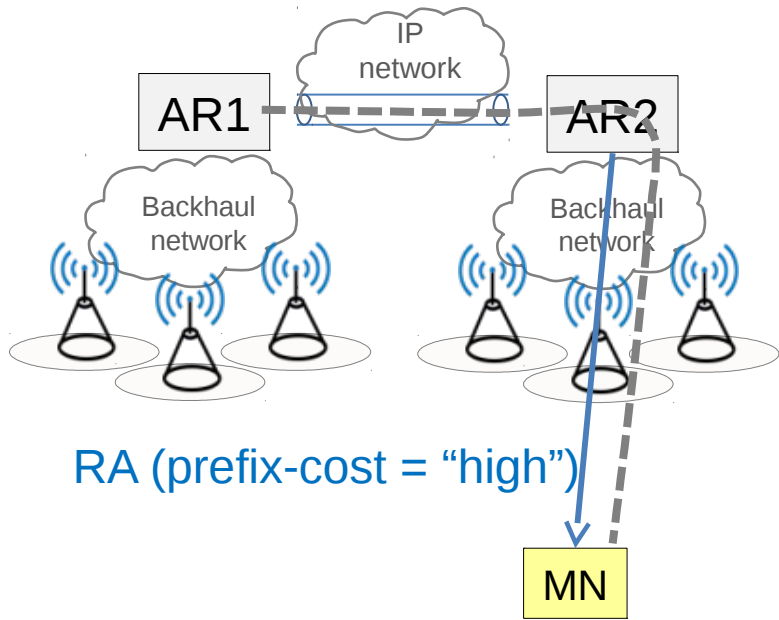 IP
network
AR1
AR2
Backhaul
network
Backhaul
network
RA (prefix-cost = “high”)
MN